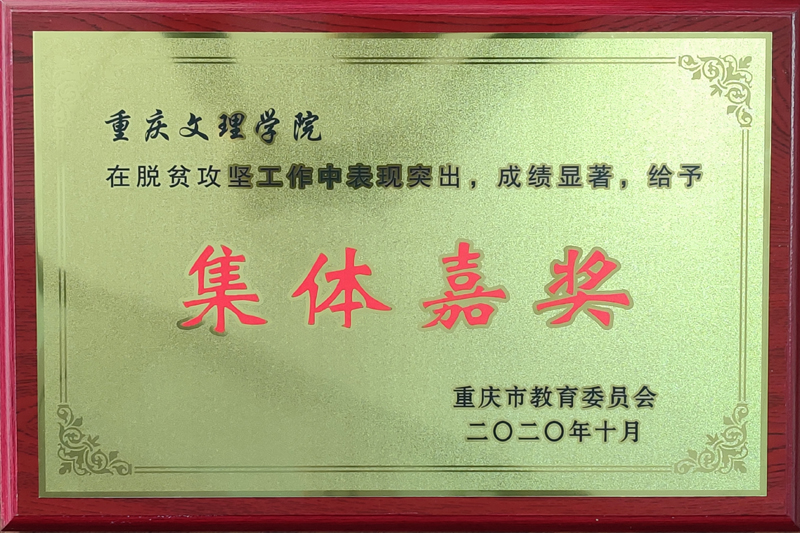 重庆文理学院
在脱贫攻坚工作中表现突出，成绩显著，给予
集体嘉奖
重庆市教育委员会
二〇二〇年十月